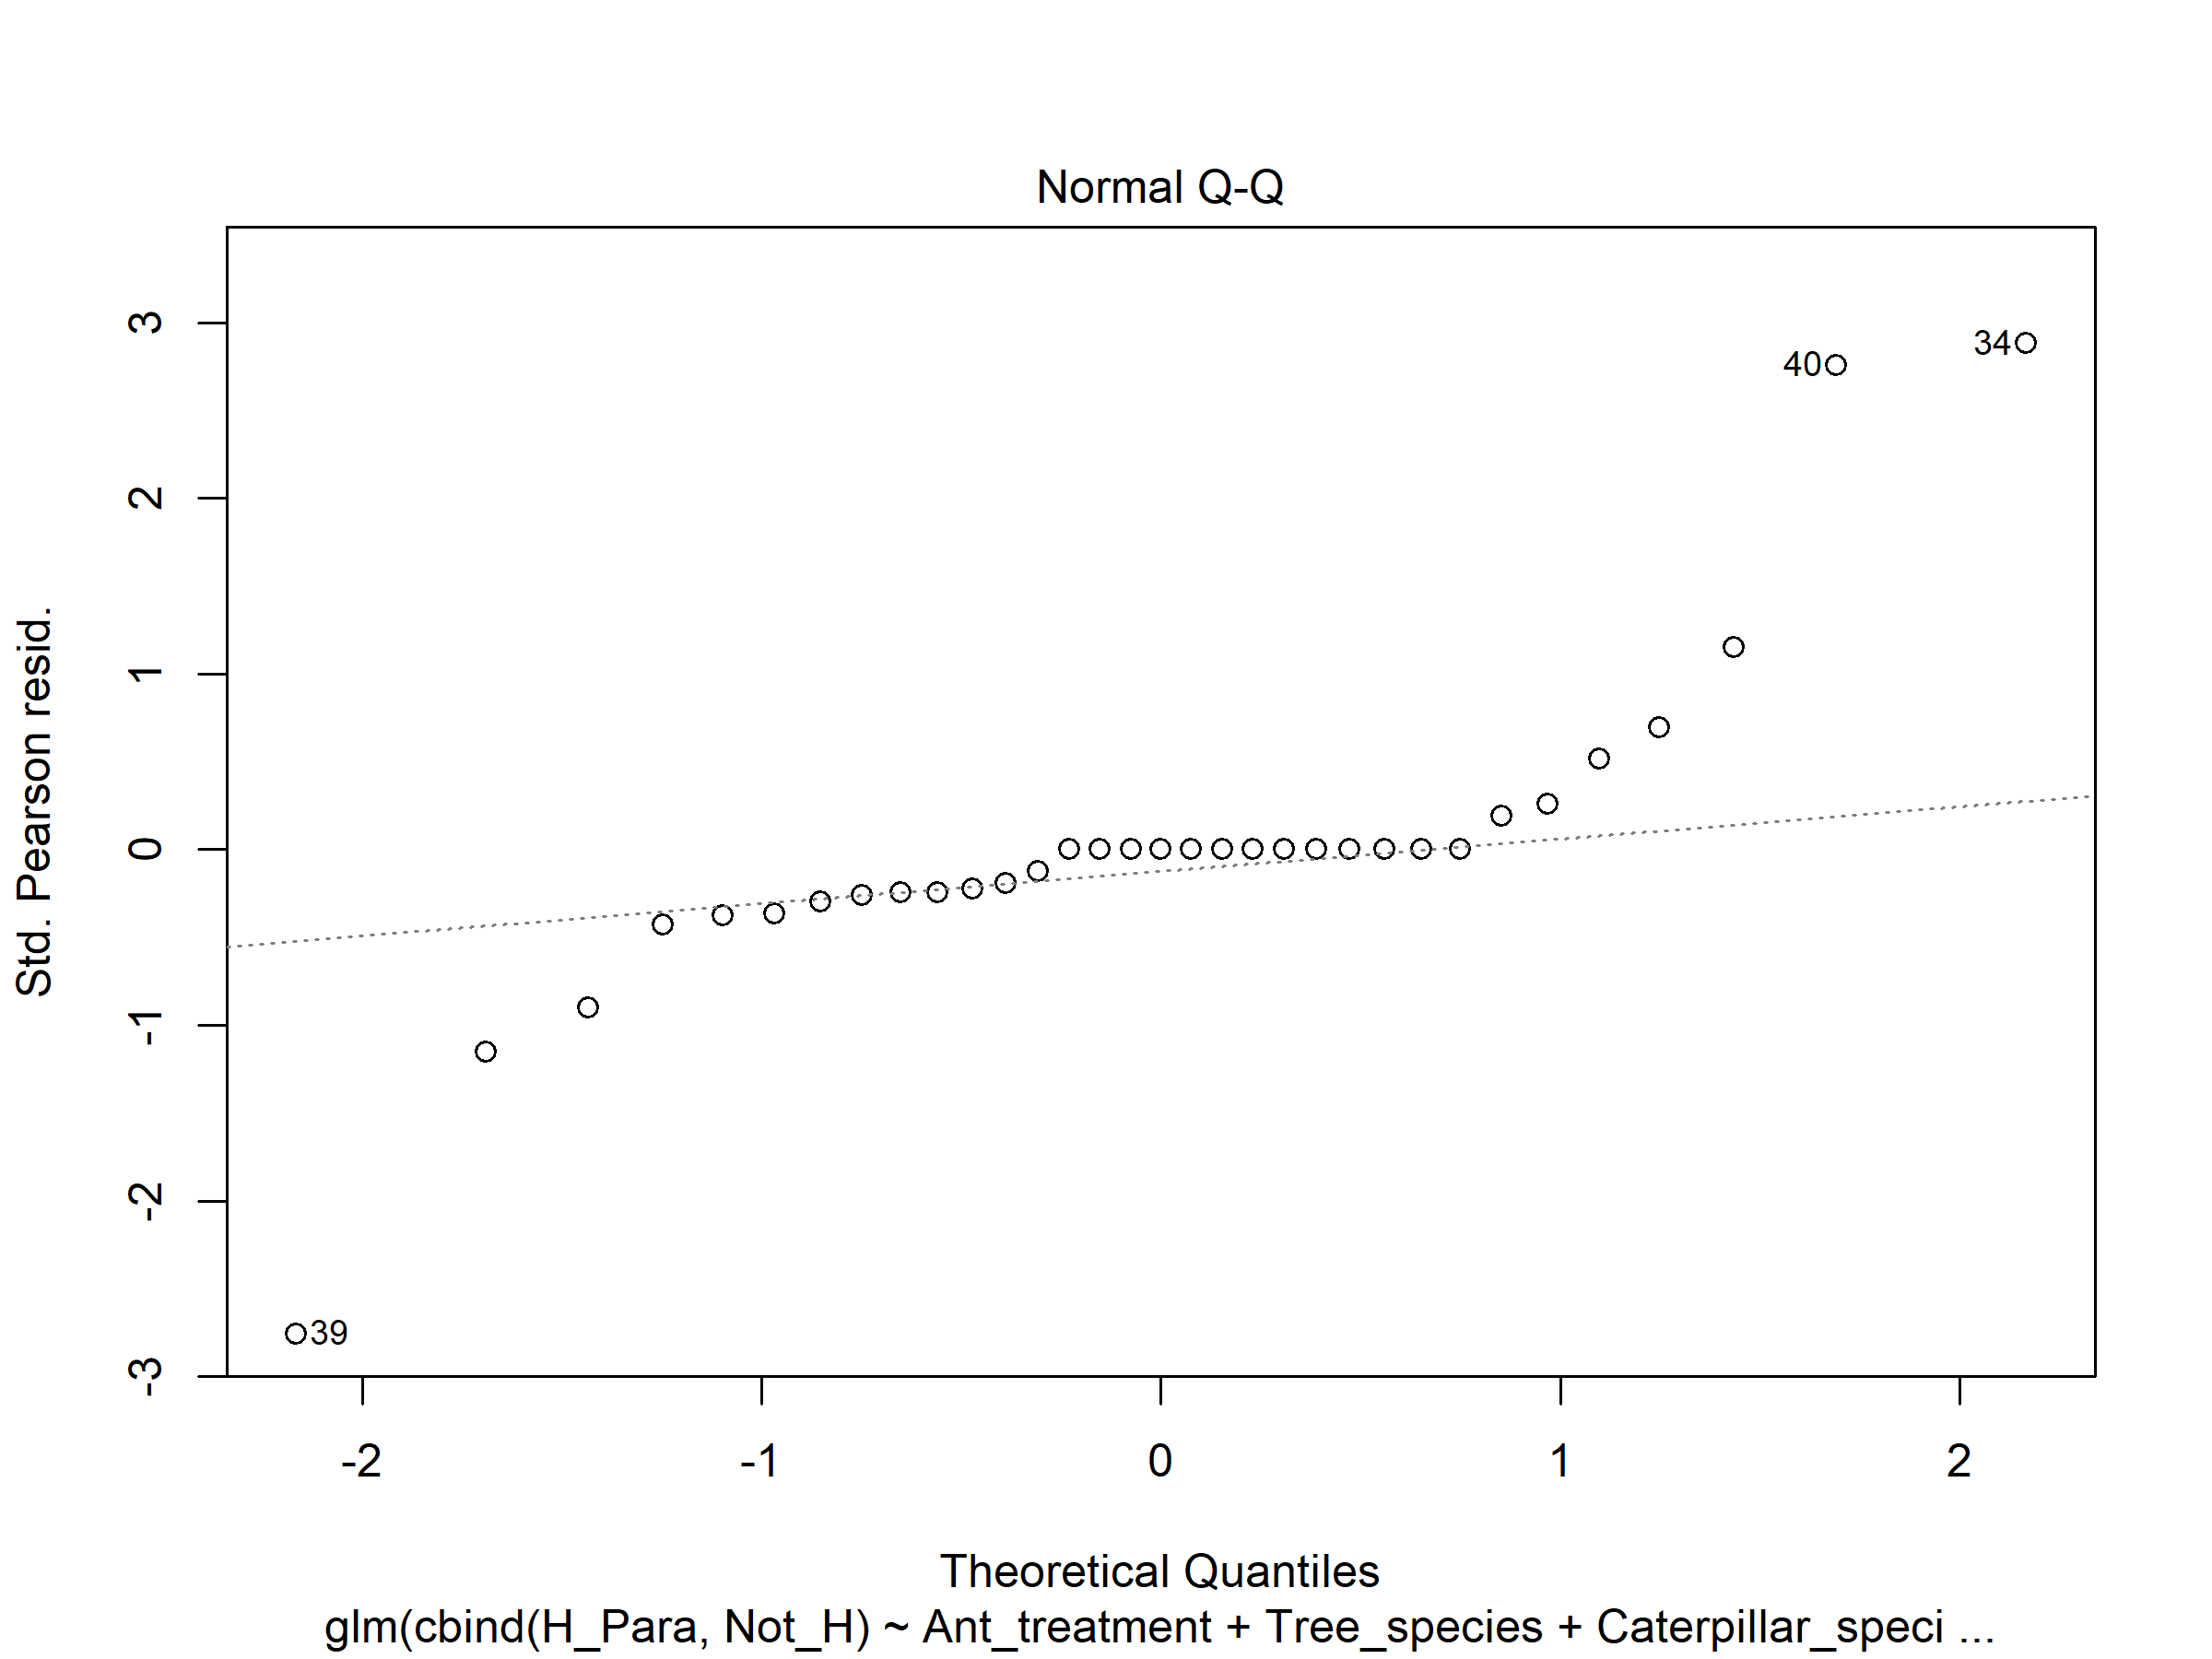 Normal Q-Q
Std. Pearson resid.
3
2
1
0
-1
-2
-3
40
34
39
-2 -1 0 1 2
Theoretical Quantiles
glm(cbind(H_Para, Not_H) ~ Ant_treatment + Tree_species + Caterpillar_speci ...